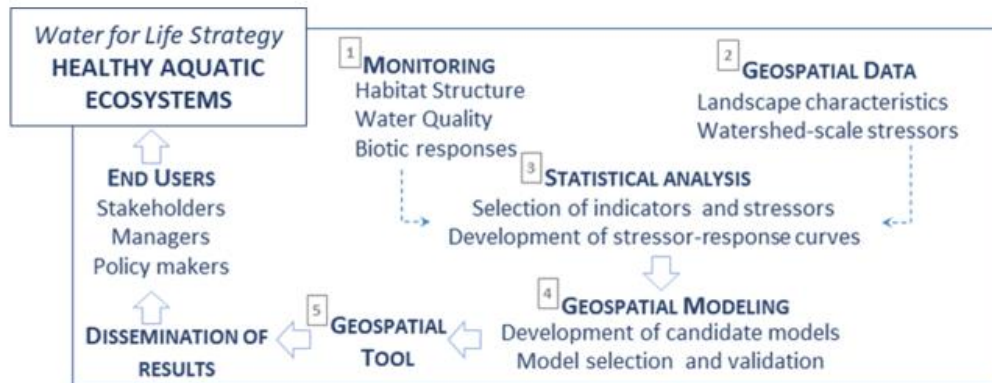 Water for Life Strategy
HEALTHY AQUATIC
ECOSYSTEMS
1 MONITORING
Habitat Structure
Water Quality
Biotic responses
2 GEOSPATIAL DATA
Landscape characteristics
Watershed-scale stressors
3 STATISTICAL ANALYSIS
Selection of indicators and stressors
Development of stressor-response curves
4 GEOSPATIAL MODELING
Development of candidate models
Model selection and validation
5 GEOSPATIAL
TOOL
DISSEMINATION OF
RESULTS
END USERS
Stakeholders
Managers
Policy makers